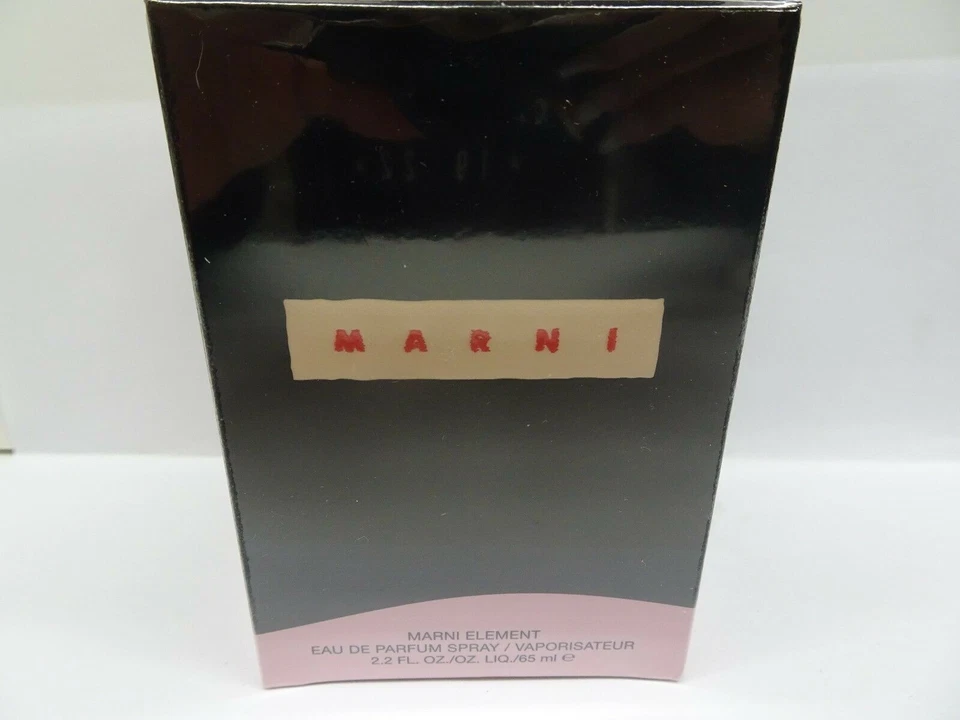 MARNI
MARNI ELEMENT
EAU DE PARFUM SPRAY / VAPORISATEUR
2.2 FL. OZ./OZ. LIQ./65 ml ℮